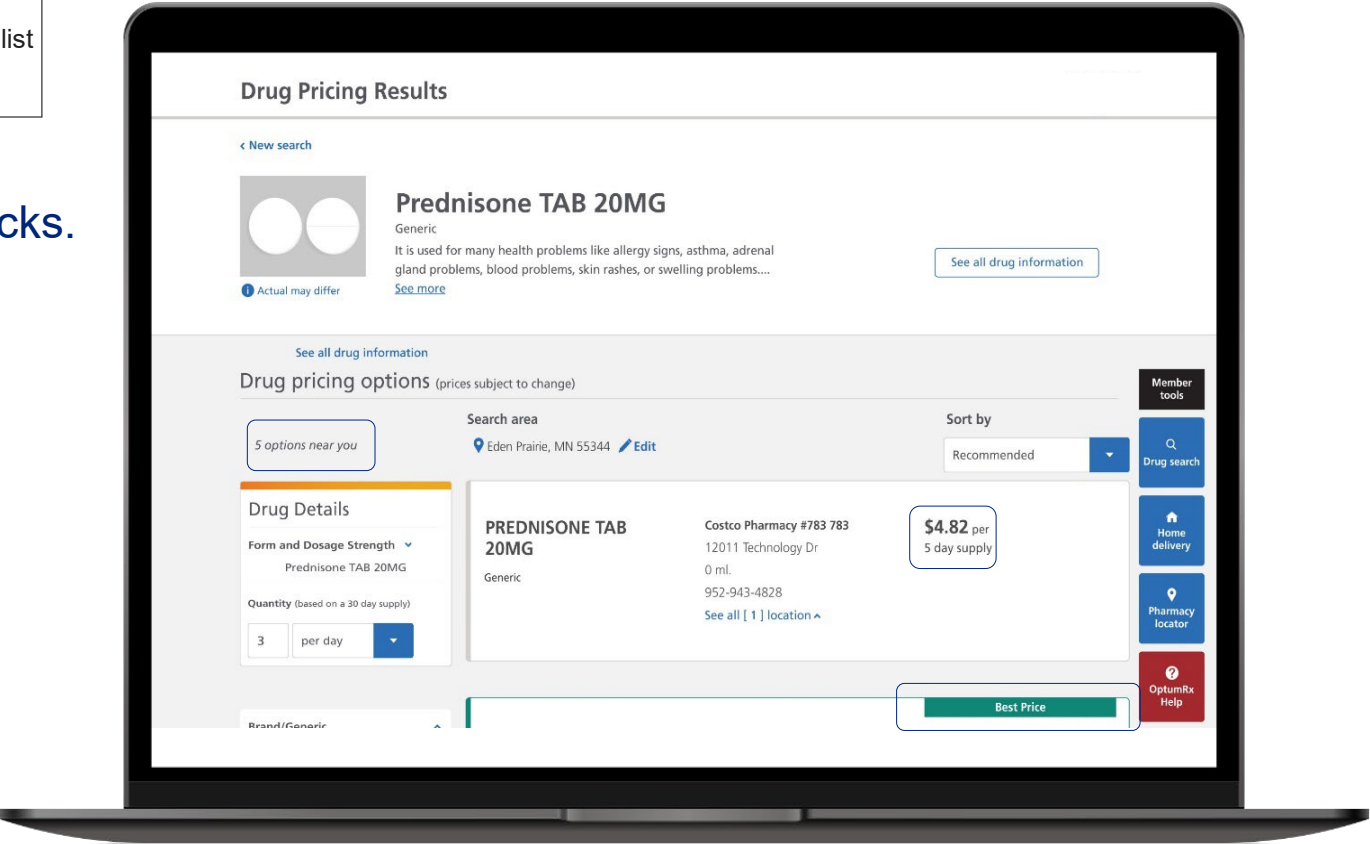 list
cks.
Drug Pricing Results
< New search
Prednisone TAB 20MG
Generic
It is used for many health problems like allergy signs, asthma, adrenal
gland problems, blood problems, skin rashes, or swelling problems....
See more
Actual may differ
See all drug information
See all drug information
Drug pricing options (prices subject to change)
5 options near you
Search area
Eden Prairie, MN 55344 Edit
Sort by
Recommended
Drug Details
Form and Dosage Strength
Prednisone TAB 20MG
Quantity (based on a 30 day supply)
3 per day
Brand/Generic
PREDNISONE TAB
20MG
Generic
Costco Pharmacy #783 783
12011 Technology Dr
0 ml.
952-943-4828
See all [ 1 ] location
$4.82 per
5 day supply
Best Price
Member
tools
Drug search
Home
delivery
Pharmacy
locator
OptumRx
Help